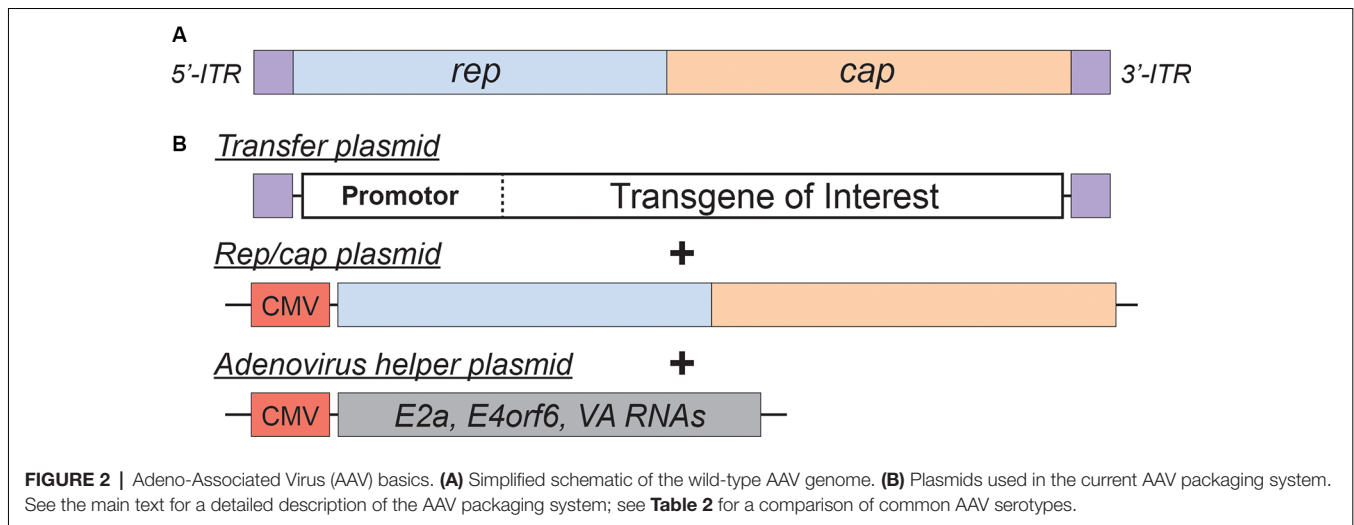 A
5'-ITR rep cap 3'-ITR
B Transfer plasmid
Promotor Transgene of Interest
Rep/cap plasmid +
CMV
Adenovirus helper plasmid +
CMV E2a, E4orf6, VA RNAs
FIGURE 2 | Adeno-Associated Virus (AAV) basics. (A) Simplified schematic of the wild-type AAV genome. (B) Plasmids used in the current AAV packaging system.
See the main text for a detailed description of the AAV packaging system; see Table 2 for a comparison of common AAV serotypes.